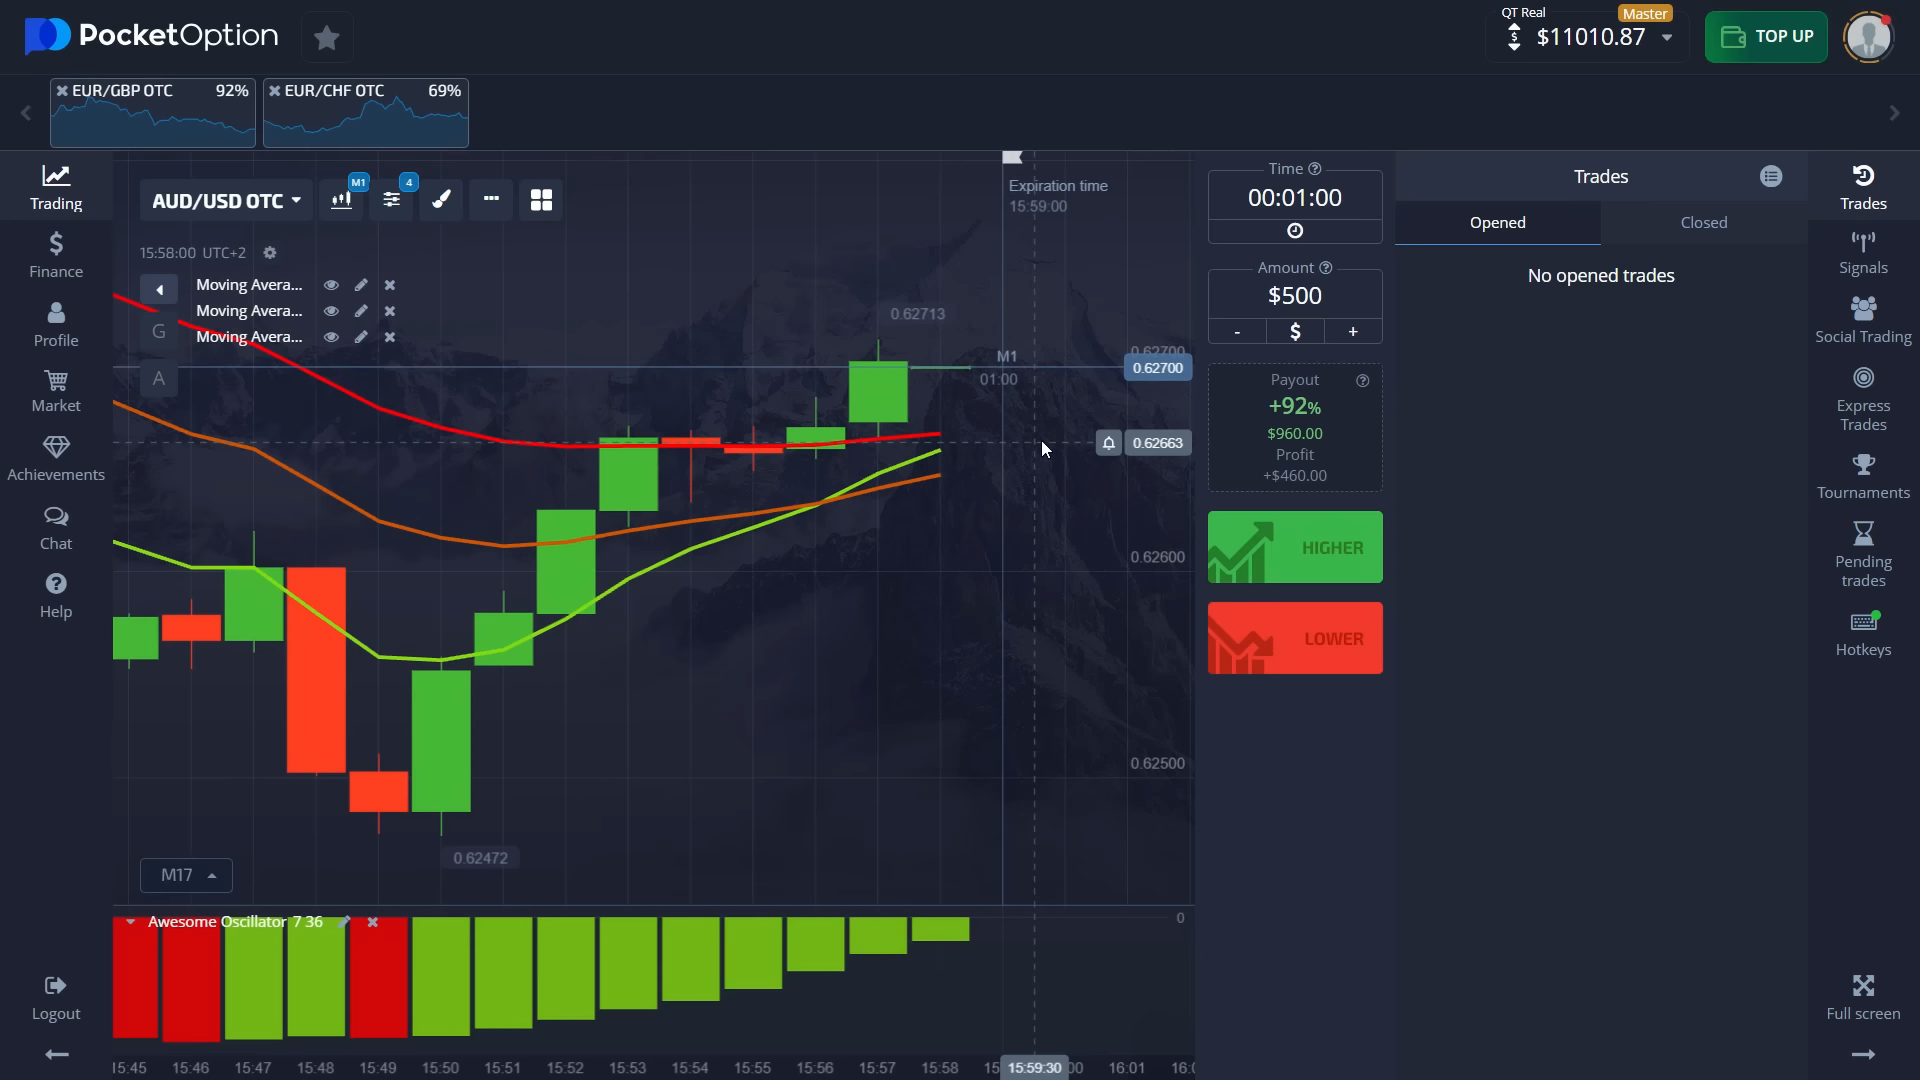 PocketOption
QT Real
Master
$11010.87
TOP UP
EUR/GBP OTC 92%
EUR/CHF OTC 69%
Trading
Finance
Profile
Market
Achievements
Chat
Help
Logout
AUD/USD OTC
M1
4
15:58:00 UTC+2
Moving Avera...
Moving Avera...
Moving Avera...
G
A
Expiration time
15:59:00
0.62713
M1
01:00
0.62700
0.62700
0.62663
0.62600
0.62500
0.62472
M17
Awesome Oscillator 7 36
0
15:45 15:46 15:47 15:48 15:49 15:50 15:51 15:52 15:53 15:54 15:55 15:56 15:57 15:58 15:59:30 16:01
Time
00:01:00
Amount
$500
- $ +
Payout
+92%
$960.00
Profit
+$460.00
HIGHER
LOWER
Trades
Opened
Closed
No opened trades
Trades
Signals
Social Trading
Express
Trades
Tournaments
Pending
trades
Hotkeys
Full screen